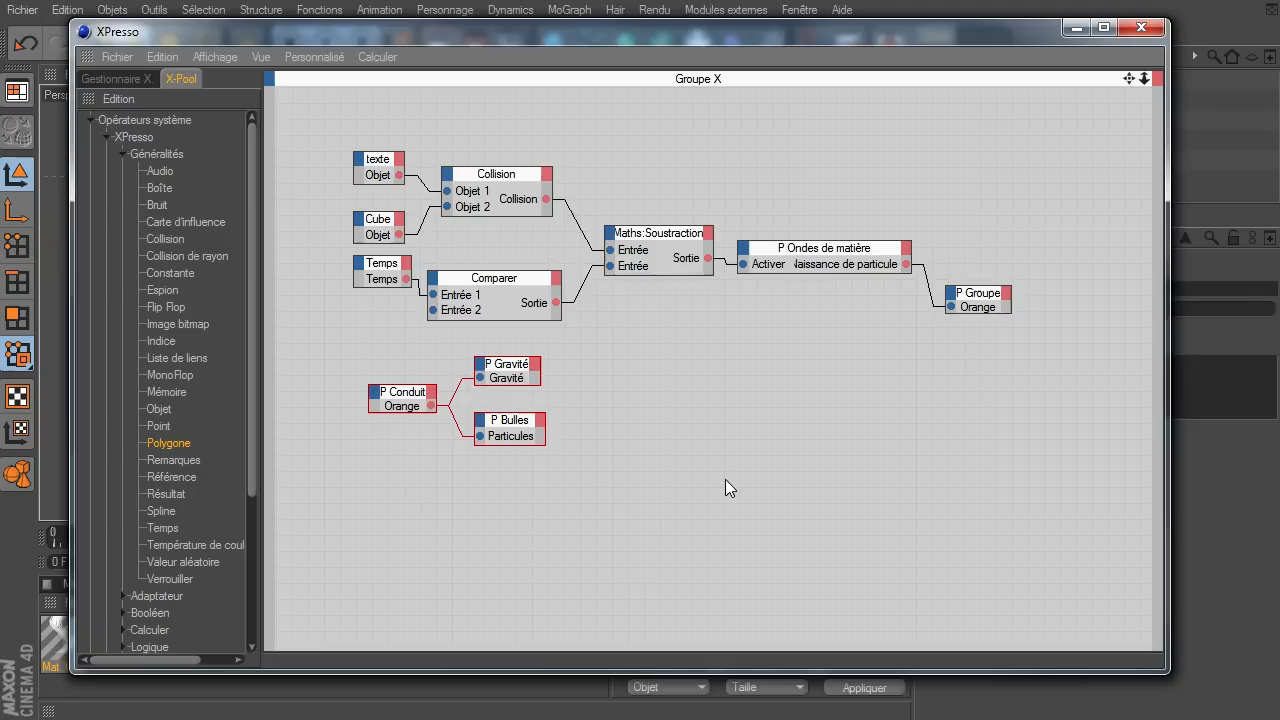 Fichier Edition Objets Outils Sélection Structure Fonctions Animation Personnage Dynamics MoGraph Hair Rendu Modules externes Fenêtre Aide
XPresso
Fichier Edition Affichage Vue Personnalisé Calculer
Gestionnaire X. X-Pool
Groupe X
Persp
Edition
Opérateurs système
XPresso
Généralités
Audio
Boîte
Bruit
Carte d'influence
Collision
Collision de rayon
Constante
Espion
Flip Flop
Image bitmap
Indice
Liste de liens
MonoFlop
Mémoire
Objet
Point
Polygone
Remarques
Référence
Résultat
Spline
Temps
Température de coul
Valeur aléatoire
Verrouiller
Adaptateur
Booléen
Calculer
Logique
texte
Objet
Cube
Objet
Collision
Objet 1
Objet 2
Collision
Temps
Temps
Comparer
Entrée 1
Entrée 2
Sortie
Maths:Soustraction
Entrée
Entrée
Sortie
P Ondes de matière
Activer Naissance de particule
P Groupe
Orange
P Conduit
Orange
P Gravité
Gravité
P Bulles
Particules
0 F
Mat.
MAXON
CINEMA 4D
Objet Taille Appliquer